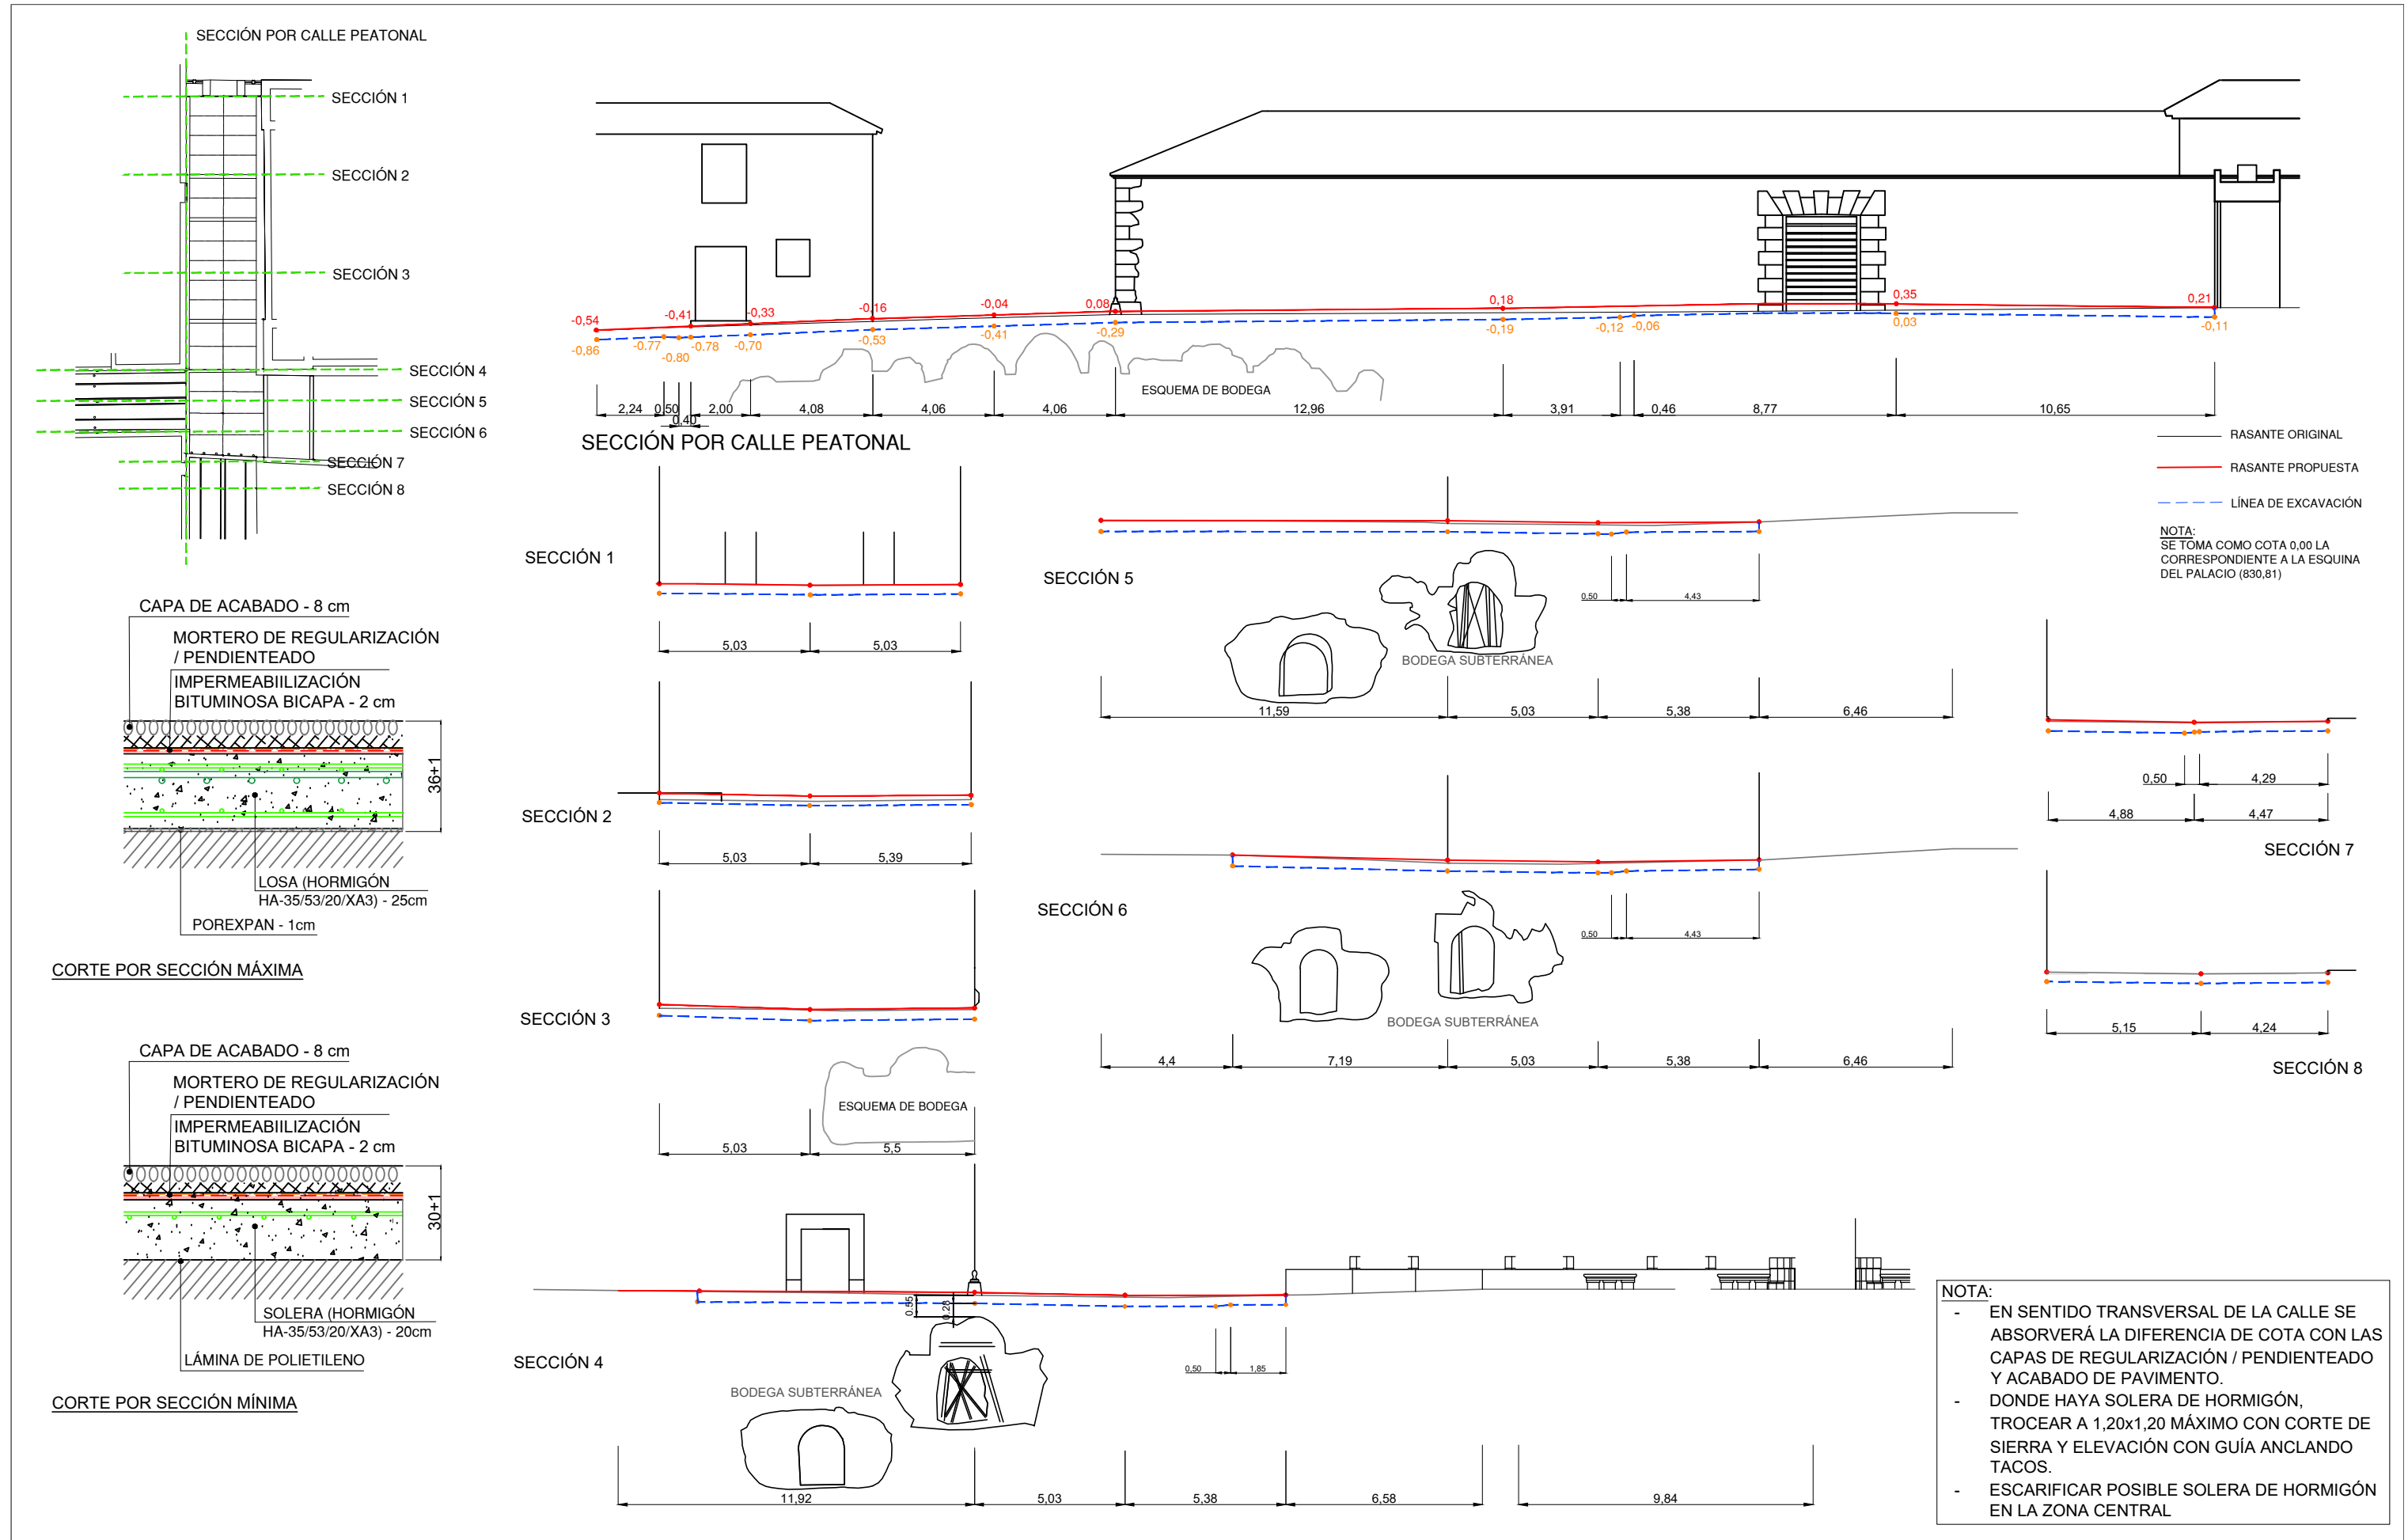 SECCIÓN POR CALLE PEATONAL
SECCIÓN 1
SECCIÓN 2
SECCIÓN 3
SECCIÓN 4
SECCIÓN 5
SECCIÓN 6
SECCIÓN 7
SECCIÓN 8
-0,54
-0,41
-0,33
-0,16
-0,04
0,08
0,18
0,35
0,21
-0,86
-0.77
-0.80
-0.78
-0,70
-0,53
-0,41
-0,29
-0,19
-0,12
-0,06
0,03
-0,11
ESQUEMA DE BODEGA
2,24
0,50
0,40
2,00
4,08
4,06
4,06
12,96
3,91
0,46
8,77
10,65
SECCIÓN POR CALLE PEATONAL
RASANTE ORIGINAL
RASANTE PROPUESTA
LÍNEA DE EXCAVACIÓN
NOTA:
SE TOMA COMO COTA 0,00 LA
CORRESPONDIENTE A LA ESQUINA
DEL PALACIO (830,81)
CAPA DE ACABADO - 8 cm
MORTERO DE REGULARIZACIÓN
/ PENDIENTEADO
IMPERMEABIILIZACIÓN
BITUMINOSA BICAPA - 2 cm
36+1
LOSA (HORMIGÓN
HA-35/53/20/XA3) - 25cm
POREXPAN - 1cm
CORTE POR SECCIÓN MÁXIMA
CAPA DE ACABADO - 8 cm
MORTERO DE REGULARIZACIÓN
/ PENDIENTEADO
IMPERMEABIILIZACIÓN
BITUMINOSA BICAPA - 2 cm
30+1
SOLERA (HORMIGÓN
HA-35/53/20/XA3) - 20cm
LÁMINA DE POLIETILENO
CORTE POR SECCIÓN MÍNIMA
SECCIÓN 1
5,03
5,03
SECCIÓN 2
5,03
5,39
SECCIÓN 3
ESQUEMA DE BODEGA
5,03
5,5
SECCIÓN 4
0.55
0.28
BODEGA SUBTERRÁNEA
0,50
1,85
11,92
5,03
5,38
6,58
9,84
SECCIÓN 5
BODEGA SUBTERRÁNEA
0,50
4,43
11,59
5,03
5,38
6,46
SECCIÓN 6
BODEGA SUBTERRÁNEA
0,50
4,43
4,4
7,19
5,03
5,38
6,46
0,50
4,29
4,88
4,47
SECCIÓN 7
5,15
4,24
SECCIÓN 8
NOTA:
- EN SENTIDO TRANSVERSAL DE LA CALLE SE
ABSORVERÁ LA DIFERENCIA DE COTA CON LAS
CAPAS DE REGULARIZACIÓN / PENDIENTEADO
Y ACABADO DE PAVIMENTO.
- DONDE HAYA SOLERA DE HORMIGÓN,
TROCEAR A 1,20x1,20 MÁXIMO CON CORTE DE
SIERRA Y ELEVACIÓN CON GUÍA ANCLANDO
TACOS.
- ESCARIFICAR POSIBLE SOLERA DE HORMIGÓN
EN LA ZONA CENTRAL